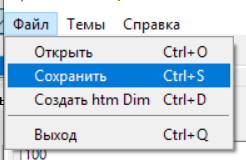 Файл Темы Справка
Открыть Ctrl+O
Сохранить Ctrl+S
Создать htm Dim Ctrl+D
Выход Ctrl+Q
100